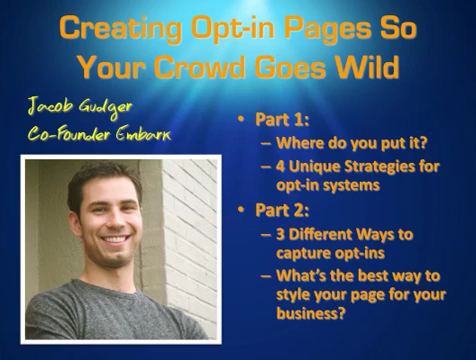 Creating Opt-in Pages So
Your Crowd Goes Wild
Jacob Gudger
Co-Founder Embark
• Part 1:
– Where do you put it?
– 4 Unique Strategies for
opt-in systems
• Part 2:
– 3 Different Ways to
capture opt-ins
– What's the best way to
style your page for your
business?